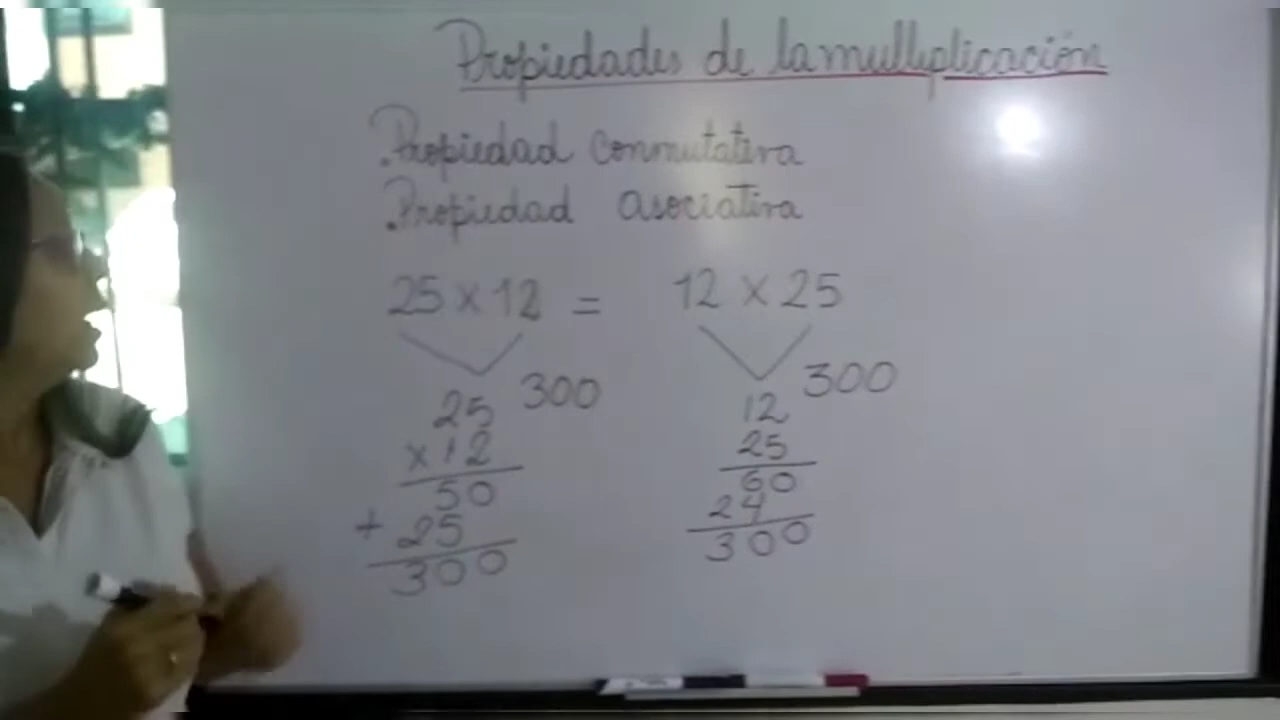 Propiedades de la multiplicación
.Propiedad conmutativa
.Propiedad asociativa
25 x 12 = 12 x 25
300 300
25
x 12
50
+ 25
300
12
25
60
24
300